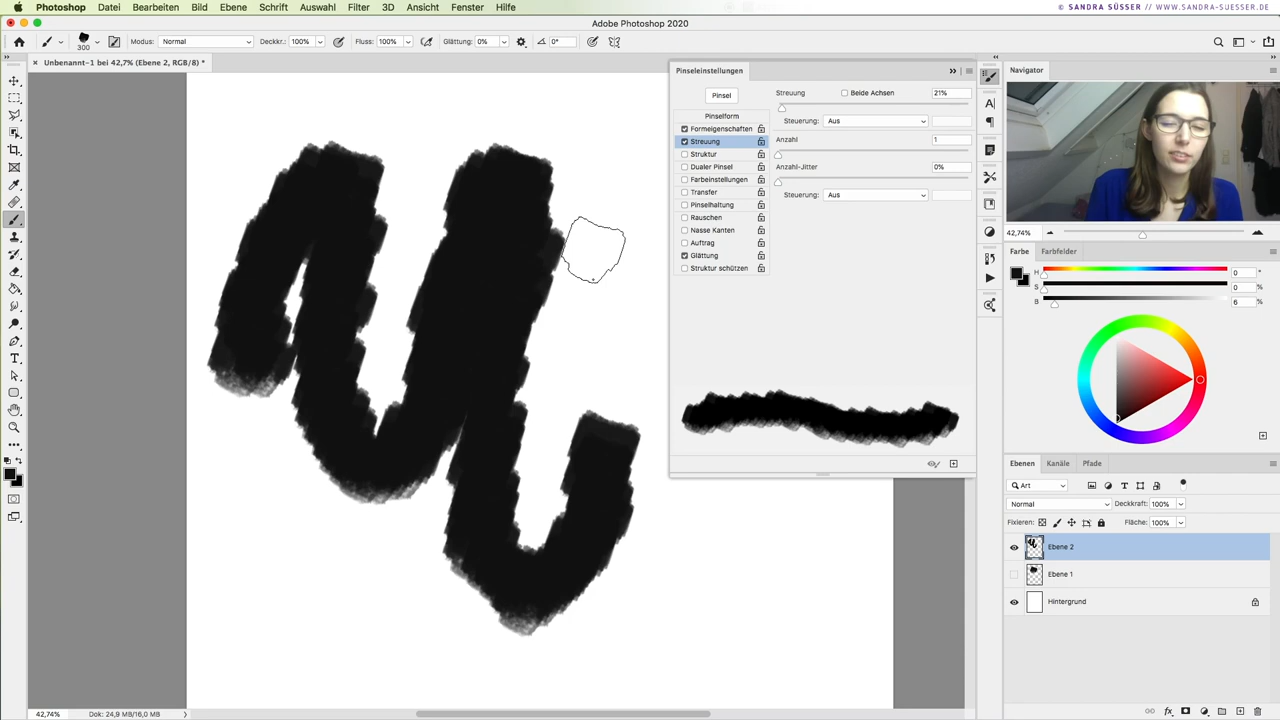 Photoshop Datei Bearbeiten Bild Ebene Schrift Auswahl Filter 3D Ansicht Fenster Hilfe
© SANDRA SÜSSER // WWW.SANDRA-SUESSER.DE
Adobe Photoshop 2020
300 Modus: Normal Deckkr.: 100% Fluss: 100% Glättung: 0% 0°
Unbenannt-1 bei 42,7% (Ebene 2, RGB/8) *
Pinseleinstellungen
Pinsel
Pinselform
Formeigenschaften
Streuung
Struktur
Dualer Pinsel
Farbeinstellungen
Transfer
Pinselhaltung
Rauschen
Nasse Kanten
Auftrag
Glättung
Struktur schützen
Streuung Beide Achsen 21%
Steuerung: Aus
Anzahl 1
Anzahl-Jitter 0%
Steuerung: Aus
Navigator
42,74%
Farbe Farbfelder
H 0 °
S 0 %
B 6 %
Ebenen Kanäle Pfade
Art
Normal Deckkraft: 100%
Fixieren: Fläche: 100%
Ebene 2
Ebene 1
Hintergrund
42,74% Dok: 24,9 MB/16,0 MB